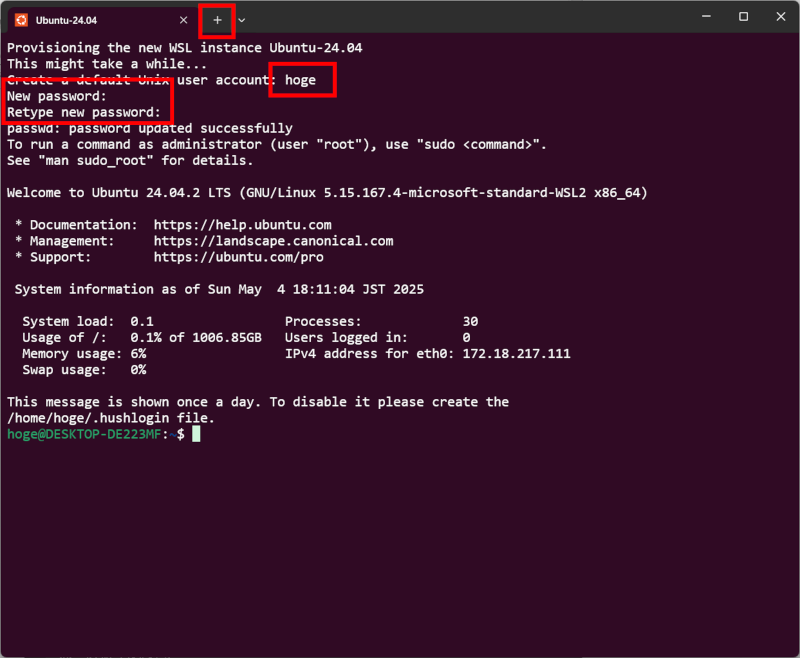 Ubuntu-24.04
Provisioning the new WSL instance Ubuntu-24.04
This might take a while...
Create a default Unix user account: hoge
New password:
Retype new password:
passwd: password updated successfully
To run a command as administrator (user "root"), use "sudo <command>".
See "man sudo_root" for details.
Welcome to Ubuntu 24.04.2 LTS (GNU/Linux 5.15.167.4-microsoft-standard-WSL2 x86_64)
* Documentation:  https://help.ubuntu.com
* Management:     https://landscape.canonical.com
* Support:        https://ubuntu.com/pro
System information as of Sun May  4 18:11:04 JST 2025
System load:  0.1                 Processes:             30
Usage of /:   0.1% of 1006.85GB   Users logged in:       0
Memory usage: 6%                  IPv4 address for eth0: 172.18.217.111
Swap usage:   0%
This message is shown once a day. To disable it please create the
/home/hoge/.hushlogin file.
hoge@DESKTOP-DE223MF:~$